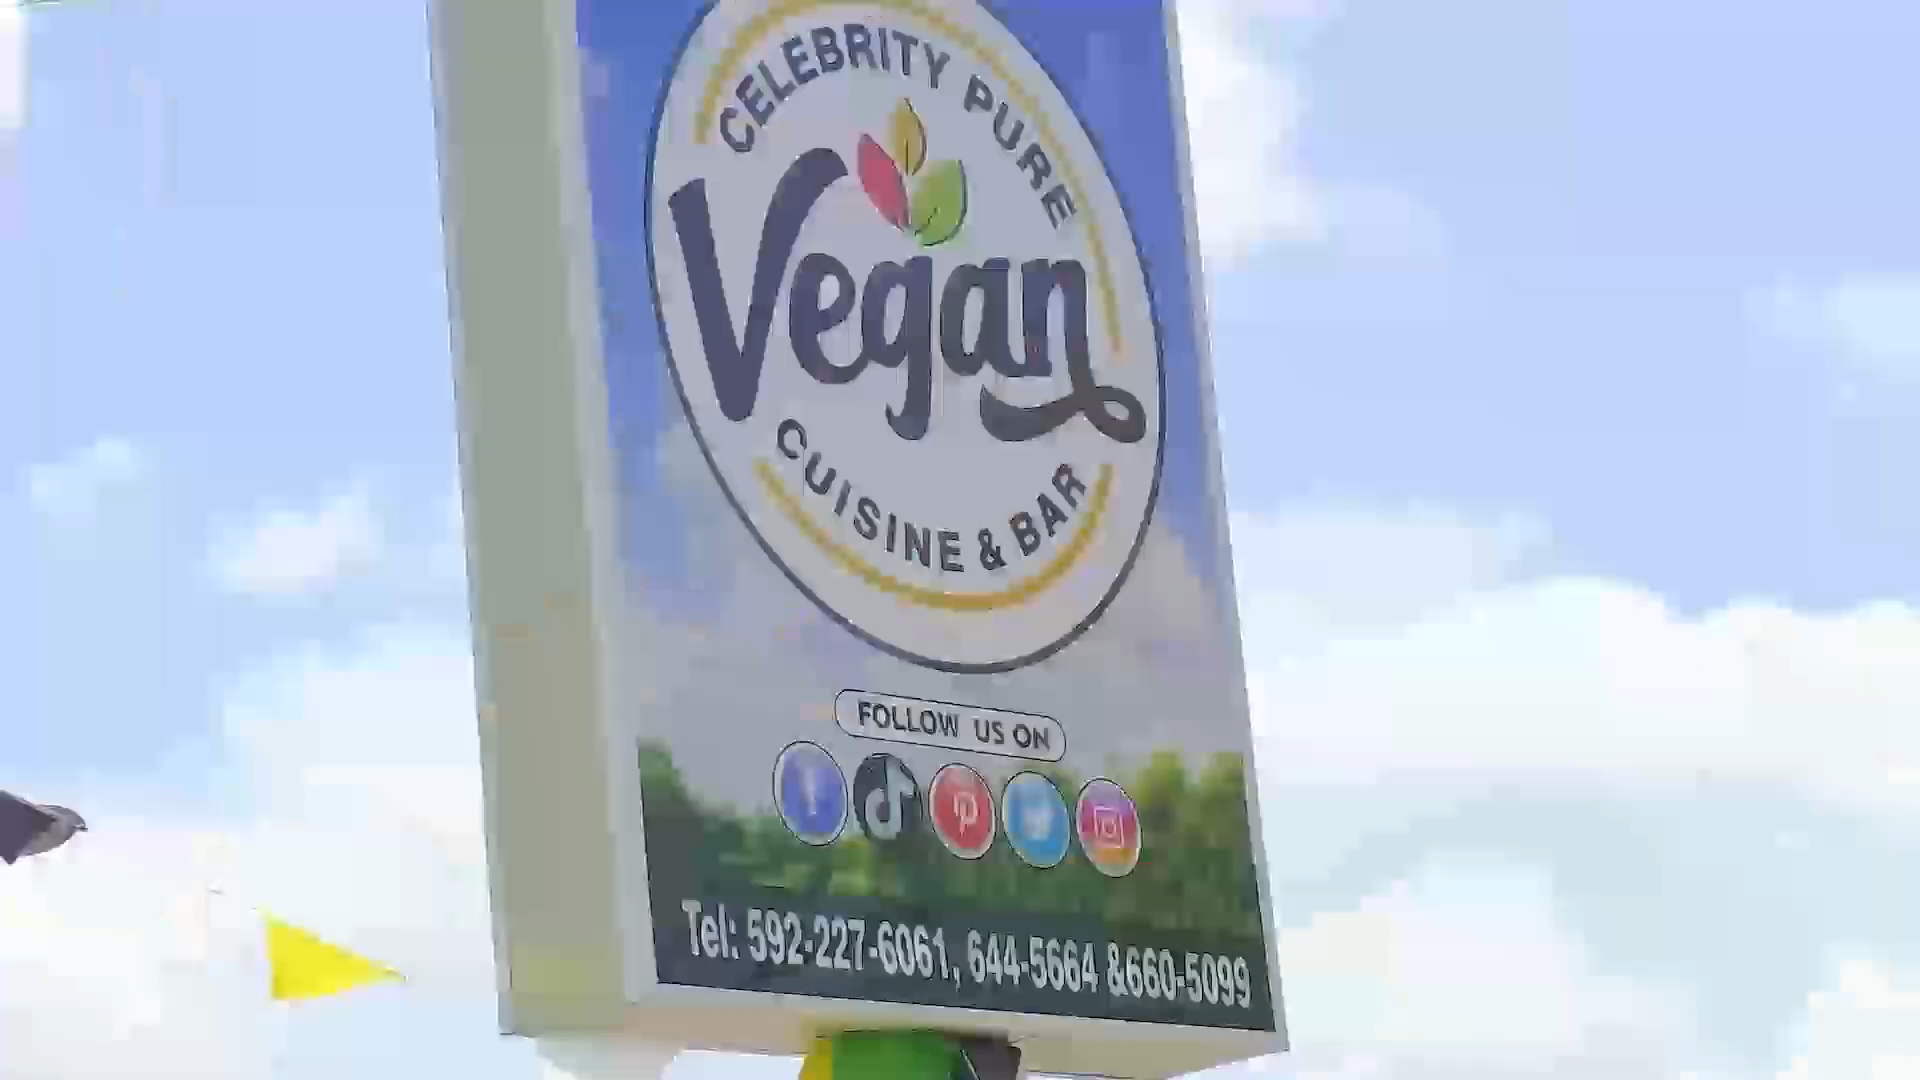 CELEBRITY PURE
Vegan
CUISINE & BAR
FOLLOW US ON
Tel: 592-227-6061, 644-5664 &660-5099